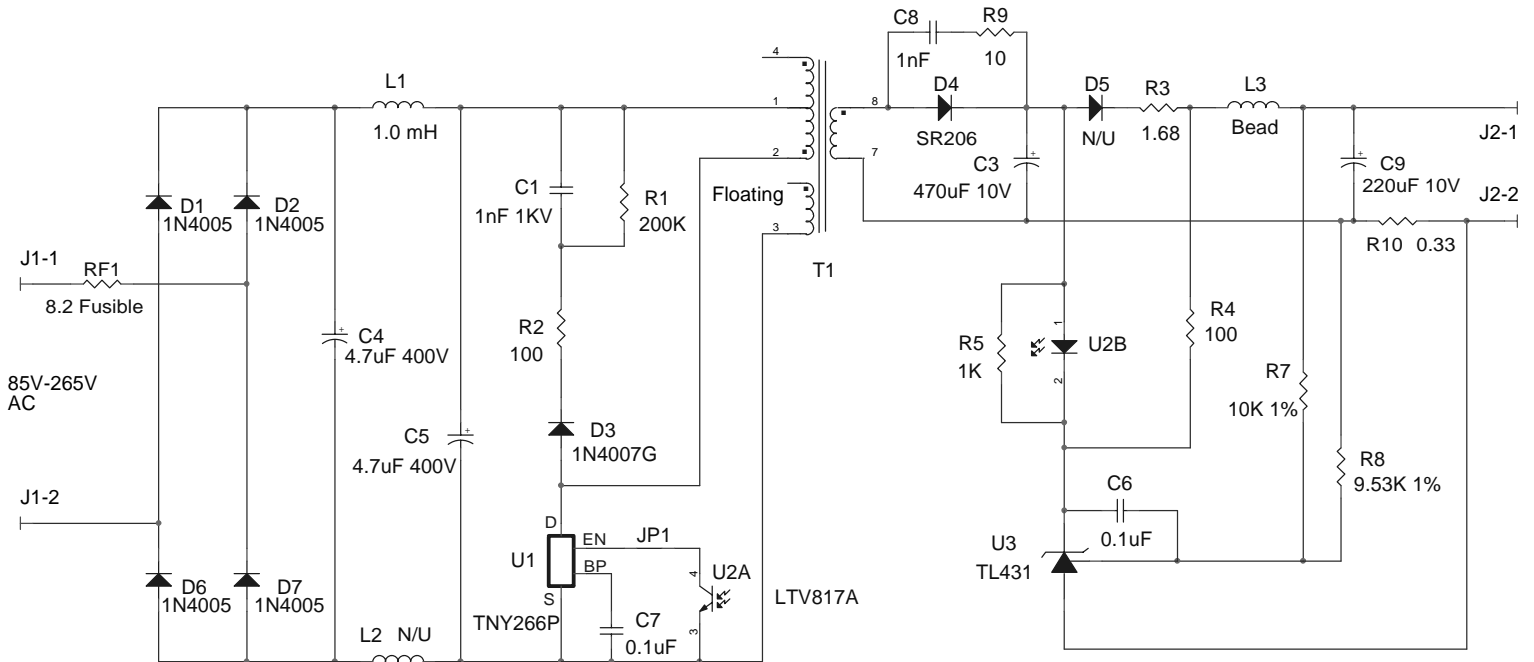 C8
1nF
R9
10
4
L1
1.0 mH
1
8
D4
SR206
D5
N/U
R3
1.68
L3
Bead
J2-1
2
7
C3
470uF 10V
C9
220uF 10V
J2-2
D1
1N4005
D2
1N4005
C1
1nF 1KV
R1
200K
Floating
3
R10 0.33
J1-1
RF1
8.2 Fusible
T1
C4
4.7uF 400V
R2
100
R5
1K
1
U2B
2
R4
100
R7
10K 1%
85V-265V
AC
C5
4.7uF 400V
D3
1N4007G
R8
9.53K 1%
J1-2
C6
0.1uF
D
EN
JP1
U1
BP
S
TNY266P
4
U2A
3
LTV817A
U3
TL431
D6
1N4005
D7
1N4005
C7
0.1uF
L2 N/U